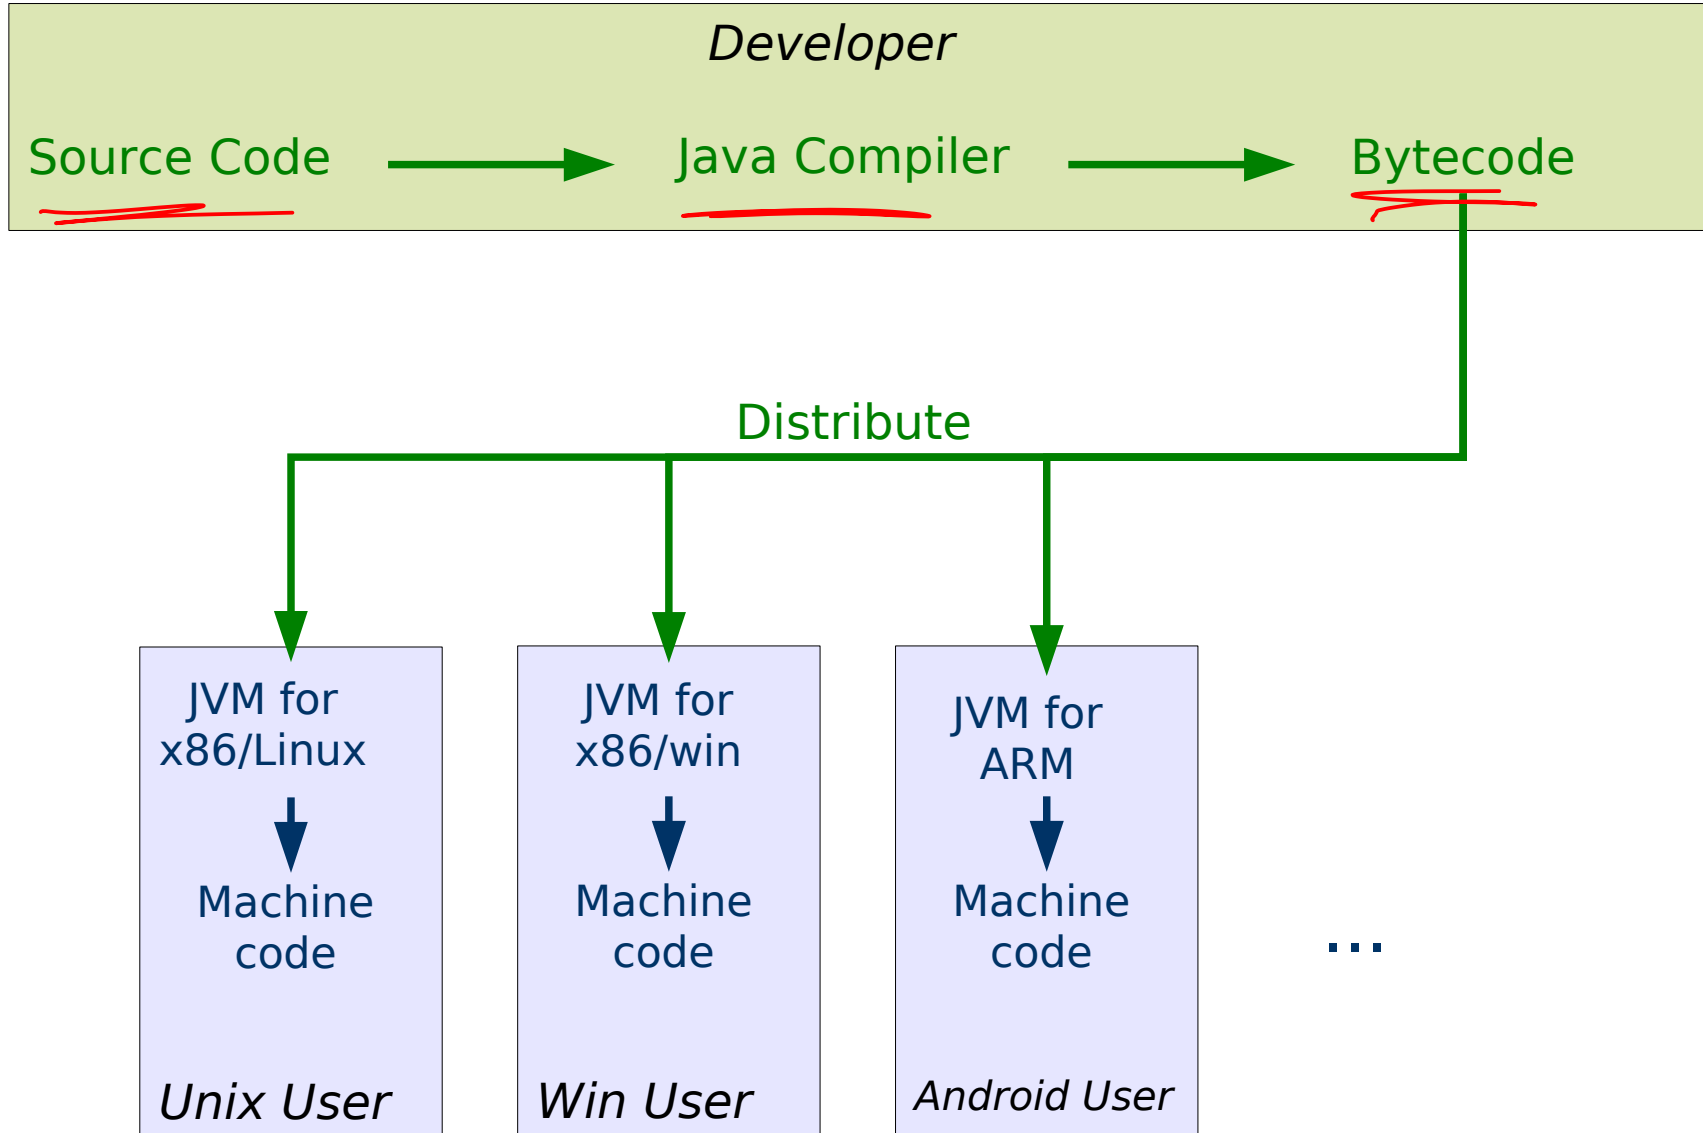 Developer
Source Code
Java Compiler
Bytecode
Distribute
JVM for
x86/Linux
Machine
code
Unix User
JVM for
x86/win
Machine
code
Win User
JVM for
ARM
Machine
code
Android User
...